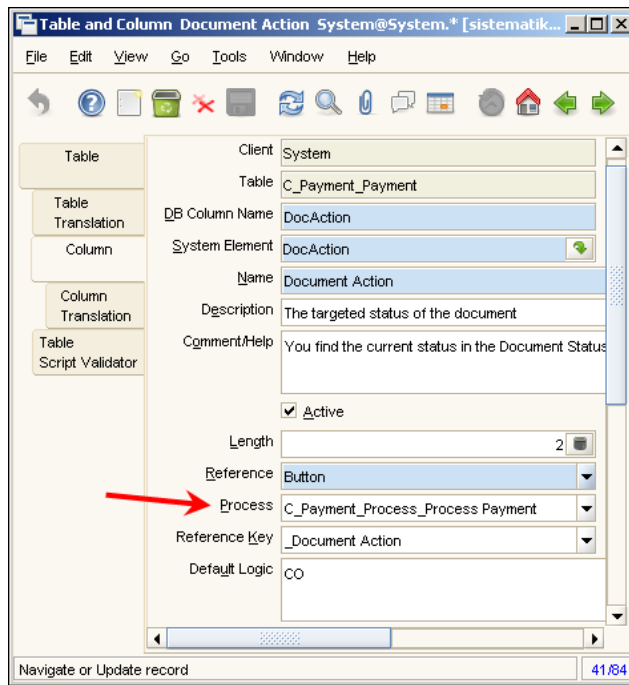 Table and Column Document Action System@System.* [sistematik...
File Edit View Go Tools Window Help
Table
Table
Translation
Column
Column
Translation
Table
Script Validator
Client System
Table C_Payment_Payment
DB Column Name DocAction
System Element DocAction
Name Document Action
Description The targeted status of the document
Comment/Help You find the current status in the Document Status
Active
Length 2
Reference Button
Process C_Payment_Process_Process Payment
Reference Key _Document Action
Default Logic CO
Navigate or Update record 41/84